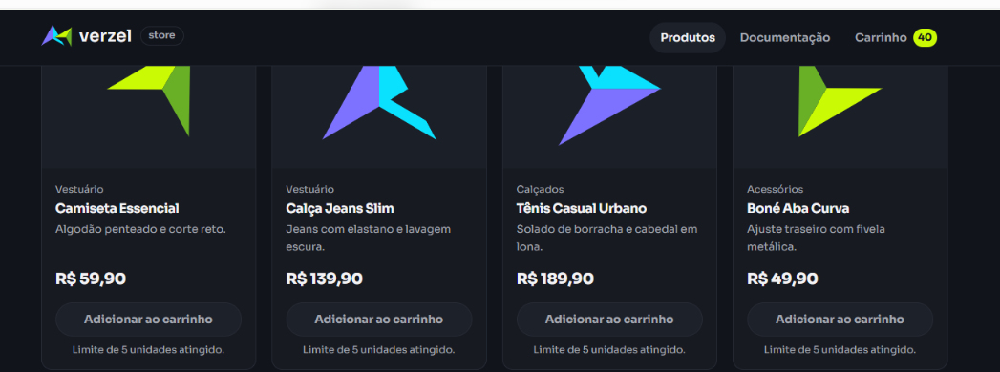 verzel store Produtos Documentação Carrinho 40
Vestuário
Camiseta Essencial
Algodão penteado e corte reto.
R$ 59,90
Adicionar ao carrinho
Limite de 5 unidades atingido.
Vestuário
Calça Jeans Slim
Jeans com elastano e lavagem
escura.
R$ 139,90
Adicionar ao carrinho
Limite de 5 unidades atingido.
Calçados
Tênis Casual Urbano
Solado de borracha e cabedal em
lona.
R$ 189,90
Adicionar ao carrinho
Limite de 5 unidades atingido.
Acessórios
Boné Aba Curva
Ajuste traseiro com fivela
metálica.
R$ 49,90
Adicionar ao carrinho
Limite de 5 unidades atingido.